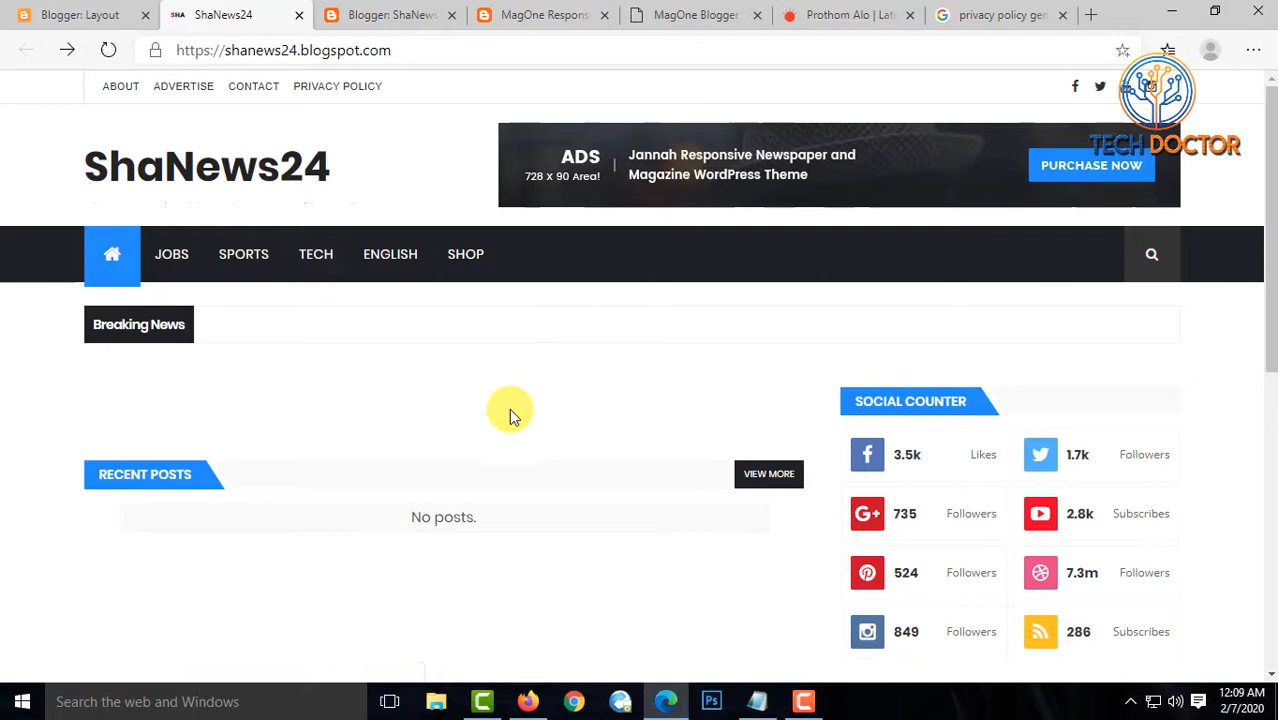 Blogger: Layout
ShaNews24
Blogger: ShaNews
MagOne Respons
MagOne Blogger
Prothom Alo | Lat
privacy policy gen
https://shanews24.blogspot.com
ABOUT ADVERTISE CONTACT PRIVACY POLICY
TECH DOCTOR
ShaNews24
ADS
728 X 90 Area!
Jannah Responsive Newspaper and
Magazine WordPress Theme
PURCHASE NOW
JOBS SPORTS TECH ENGLISH SHOP
Breaking News
SOCIAL COUNTER
3.5k Likes 1.7k Followers
RECENT POSTS VIEW MORE
No posts.
735 Followers 2.8k Subscribes
524 Followers 7.3m Followers
849 Followers 286 Subscribes
Search the web and Windows
12:09 AM
2/7/2020